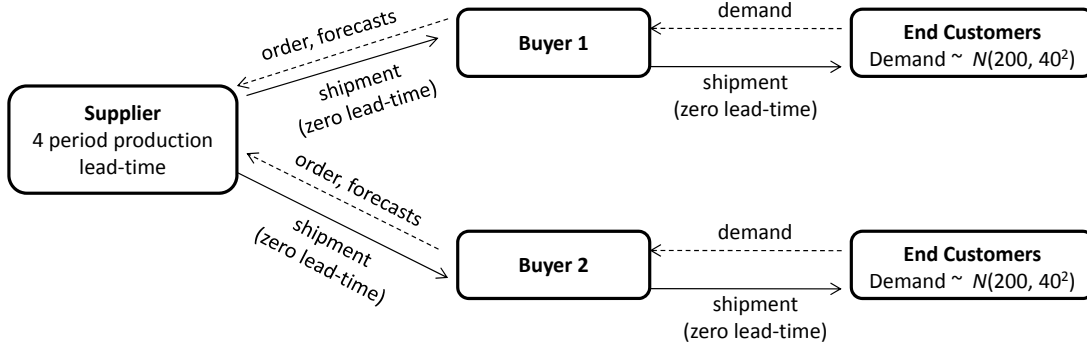 order, forecasts
shipment
(zero lead-time)
Buyer 1
demand
shipment
(zero lead-time)
End Customers
Demand ~ N(200, 40²)
Supplier
4 period production
lead-time
order, forecasts
shipment
(zero lead-time)
Buyer 2
demand
shipment
(zero lead-time)
End Customers
Demand ~ N(200, 40²)